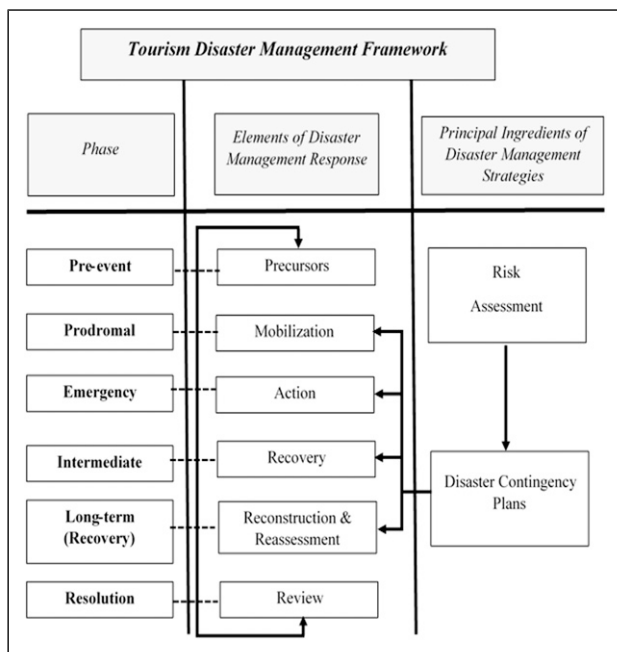 Tourism Disaster Management Framework
Phase
Elements of Disaster
Management Response
Principal Ingredients of
Disaster Management
Strategies
Pre-event
Precursors
Risk
Assessment
Prodromal
Mobilization
Emergency
Action
Intermediate
Recovery
Disaster Contingency
Plans
Long-term
(Recovery)
Reconstruction &
Reassessment
Resolution
Review